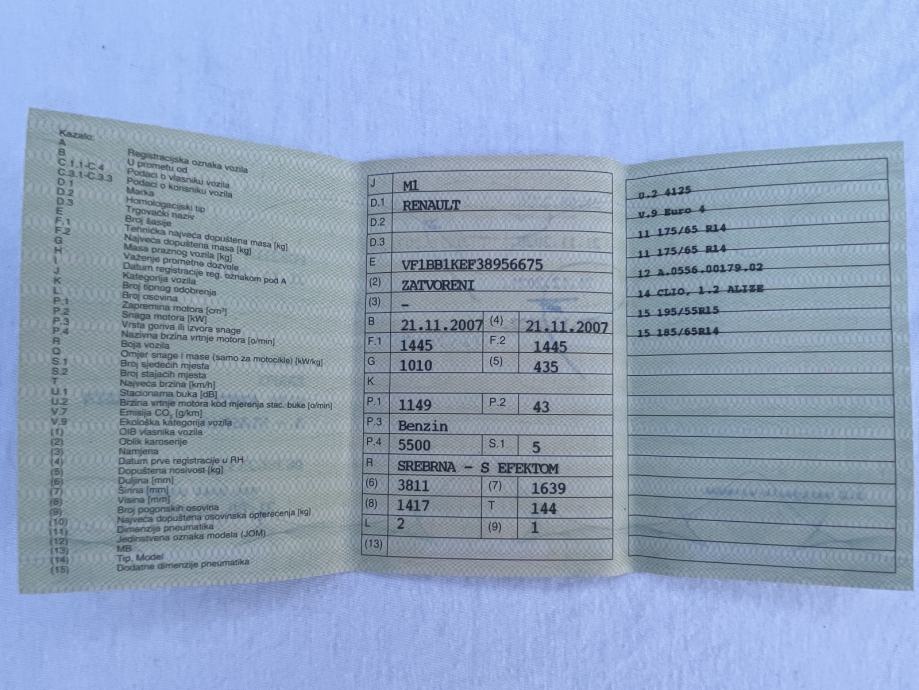 Kazalo:
A Registracijska oznaka vozila
B U prometu od
C.1.1-C.4 Podaci o vlasniku vozila
C.3.1-C.3.3 Podaci o korisniku vozila
D.1 Marka
D.2 Homologacijski tip
D.3 Trgovački naziv
E Broj šasije
F.1 Tehnička najveća dopuštena masa [kg]
F.2 Najveća dopuštena masa [kg]
G Masa praznog vozila [kg]
H Važenje prometne dozvole
I Datum registracije reg. oznakom pod A
J Kategorija vozila
K Broj tipnog odobrenja
L Broj osovina
P.1 Zapremina motora [cm³]
P.2 Snaga motora [kW]
P.3 Vrsta goriva ili izvora snage
P.4 Nazivna brzina vrtnje motora [o/min]
R Boja vozila
Q Omjer snage i mase (samo za motocikle) [kW/kg]
S.1 Broj sjedećih mjesta
S.2 Broj stajaćih mjesta
T Najveća brzina [km/h]
U.1 Stacionarna buka [dB]
U.2 Brzina vrtnje motora kod mjerenja stac. buke [o/min]
V.7 Emisija CO₂ [g/km]
V.9 Ekološka kategorija vozila
(1) OIB vlasnika vozila
(2) Oblik karoserije
(3) Namjena
(4) Datum prve registracije u RH
(5) Dopuštena nosivost [kg]
(6) Duljina [mm]
(7) Širina [mm]
(8) Visina [mm]
(9) Broj pogonskih osovina
(10) Najveća dopuštena osovinska opterećenja [kg]
(11) Dimenzije pneumatika
(12) Jedinstvena oznaka modela (JOM)
(13) MB
(14) Tip, Model
(15) Dodatne dimenzije pneumatika
J M1
D.1 RENAULT
D.2
D.3
E VF1BB1KEF38956675
(2) ZATVORENI
(3) –
B 21.11.2007 (4) 21.11.2007
F.1 1445 F.2 1445
G 1010 (5) 435
K
P.1 1149 P.2 43
P.3 Benzin
P.4 5500 S.1 5
R SREBRNA - S EFEKTOM
(6) 3811 (7) 1639
(8) 1417 T 144
L 2 (9) 1
(13)
U.2 4125
V.9 Euro 4
11 175/65 R14
11 175/65 R14
12 A.0556.00179.02
14 CLIO, 1.2 ALIZE
15 195/55R15
15 185/65R14